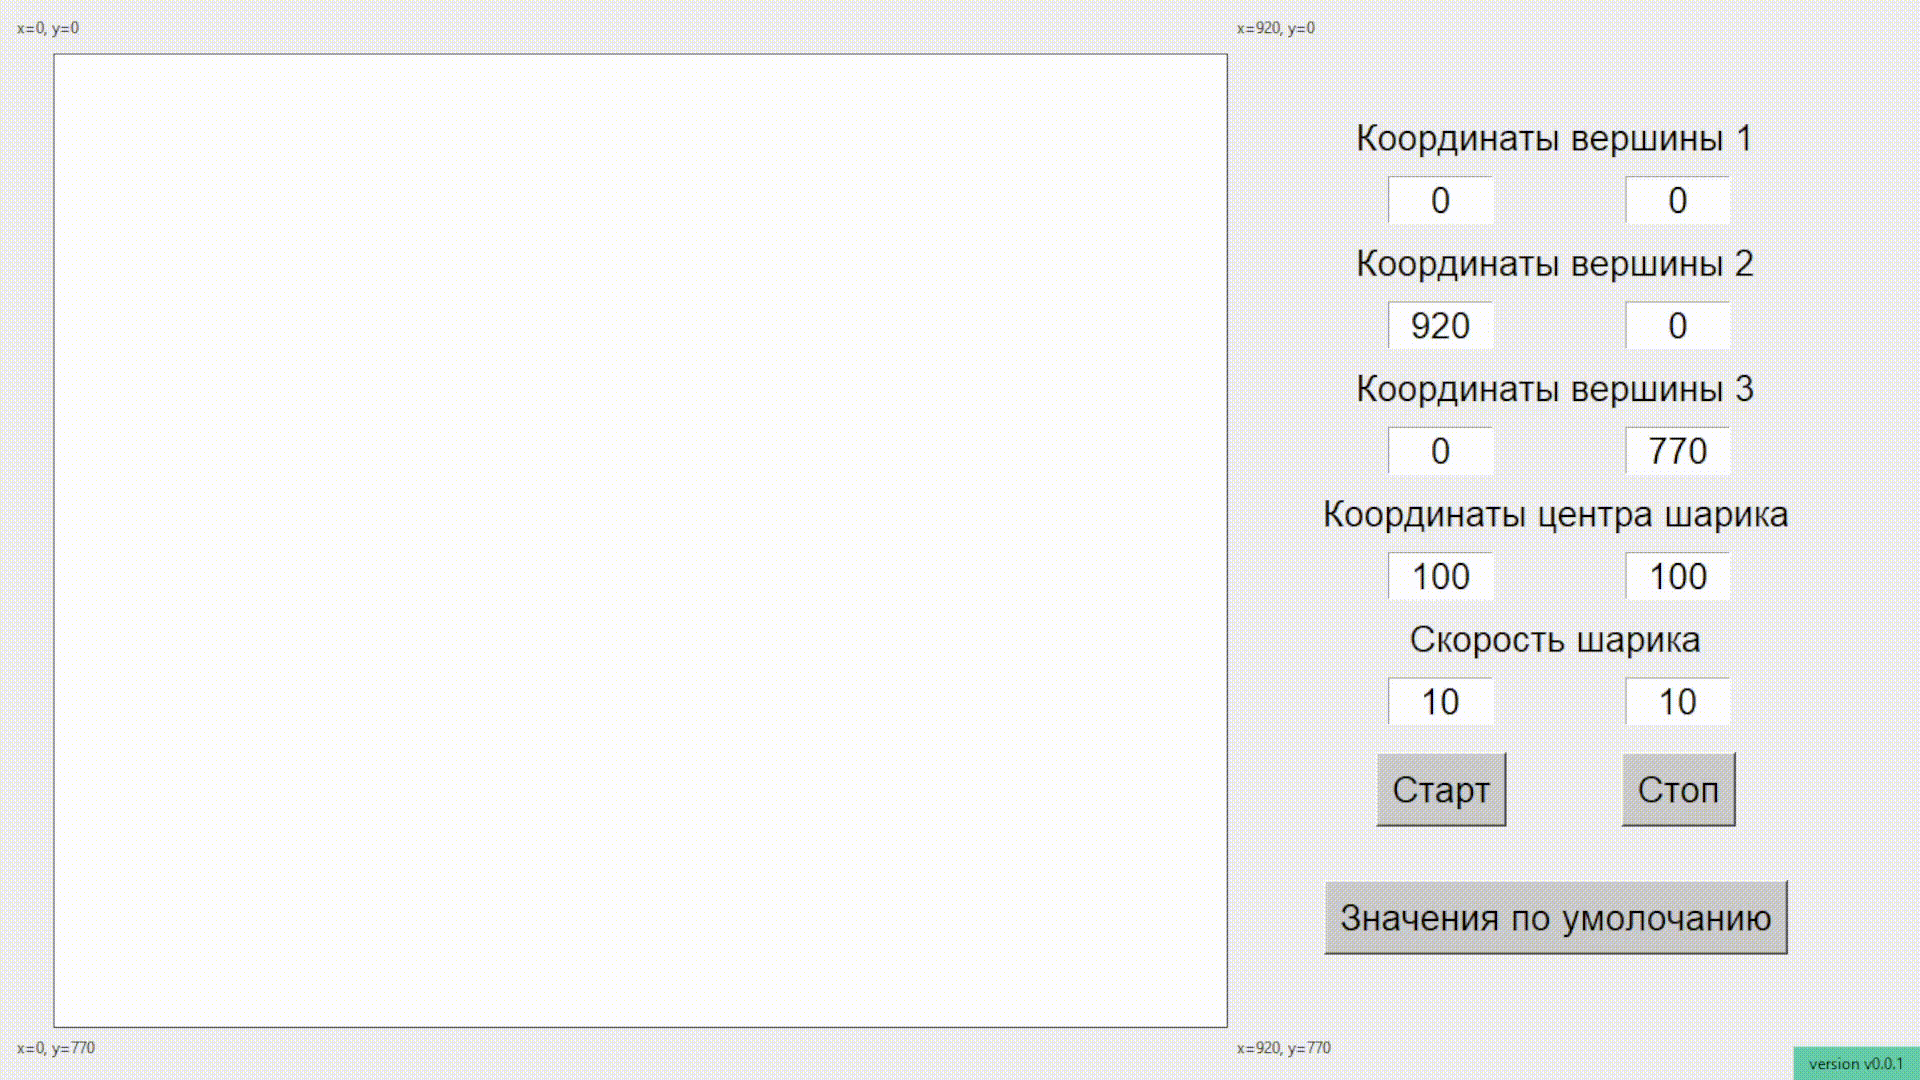 x=0, y=0
x=920, y=0
Координаты вершины 1
0 0
Координаты вершины 2
920 0
Координаты вершины 3
0 770
Координаты центра шарика
100 100
Скорость шарика
10 10
Старт Стоп
Значения по умолочанию
x=0, y=770
x=920, y=770
version v0.0.1